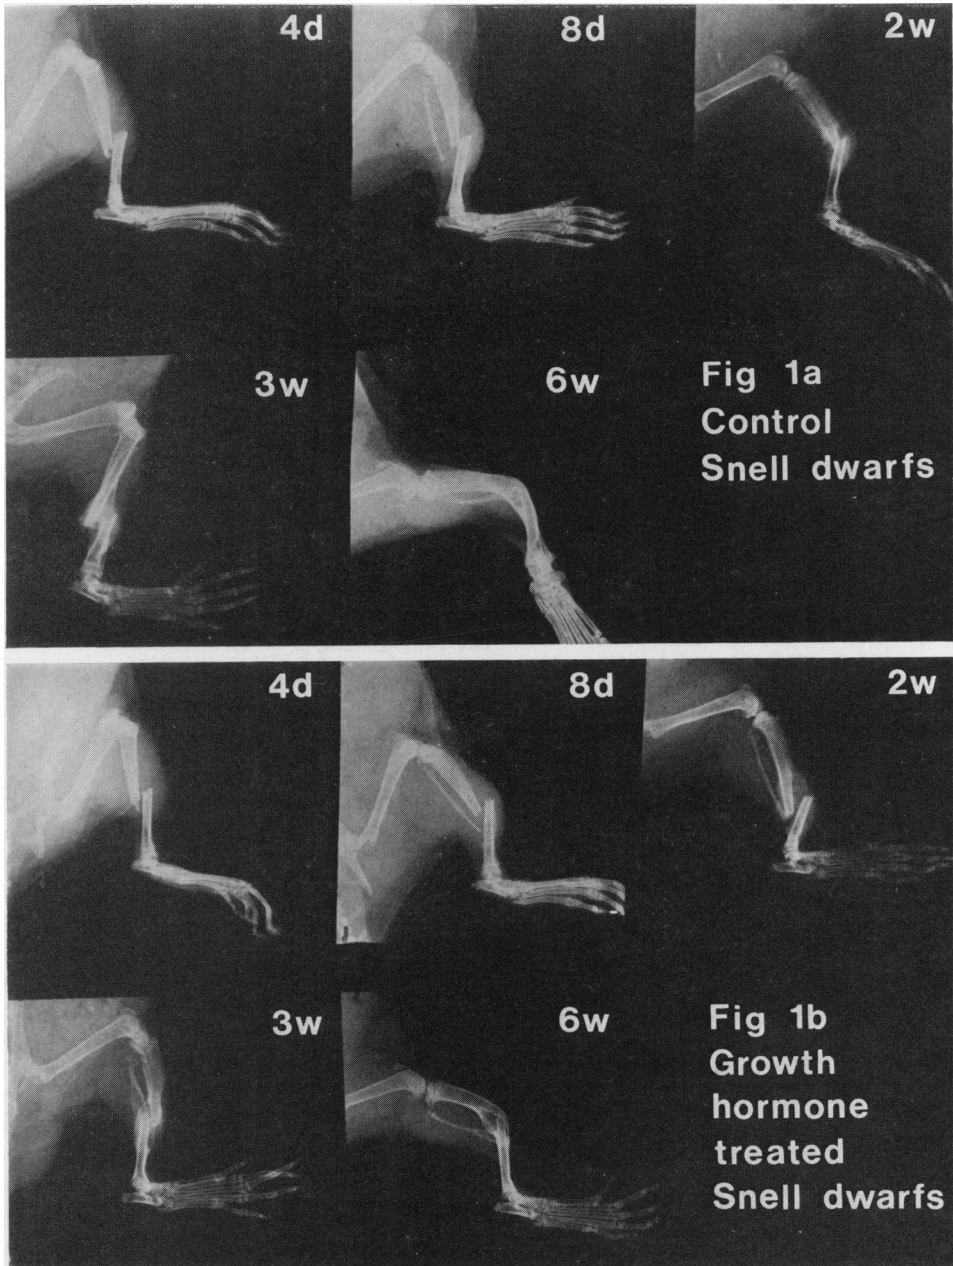 4d
8d
2w
3w
6w
Fig 1a
Control
Snell dwarfs
4d
8d
2w
3w
6w
Fig 1b
Growth
hormone
treated
Snell dwarfs